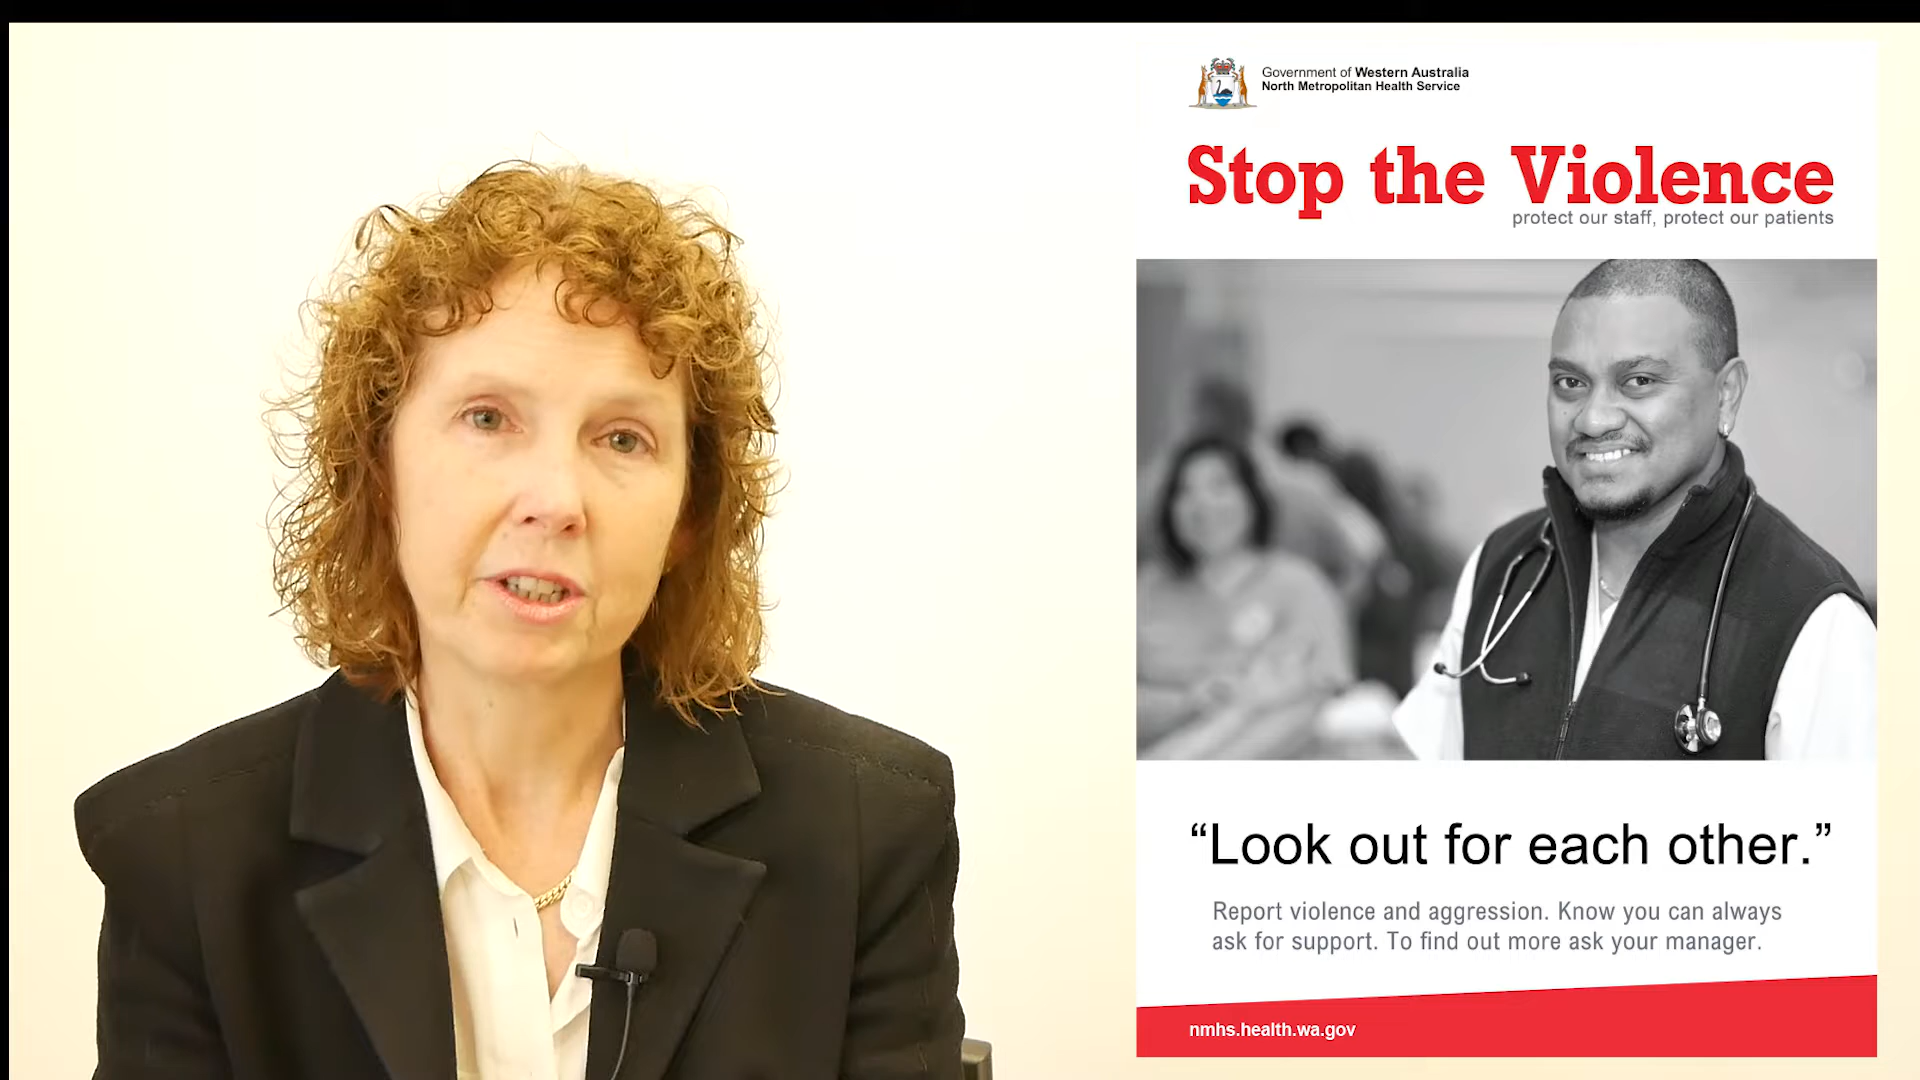 Government of Western Australia
North Metropolitan Health Service
Stop the Violence
protect our staff, protect our patients
“Look out for each other.”
Report violence and aggression. Know you can always
ask for support. To find out more ask your manager.
nmhs.health.wa.gov